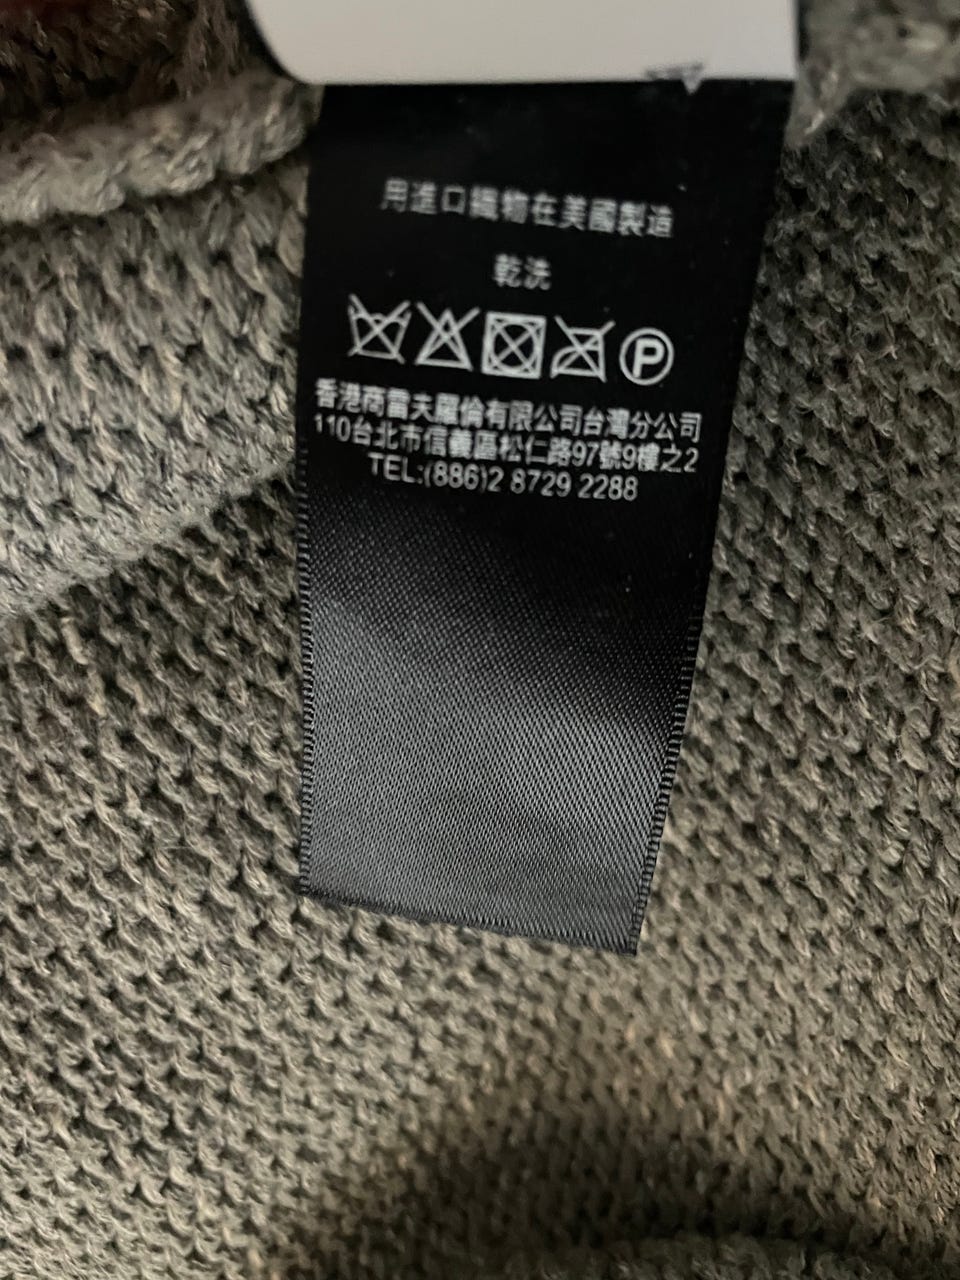 用進口織物在美國製造
乾洗
P
香港商雷夫羅倫有限公司台灣分公司
110台北市信義區松仁路97號9樓之2
TEL:(886)2 8729 2288